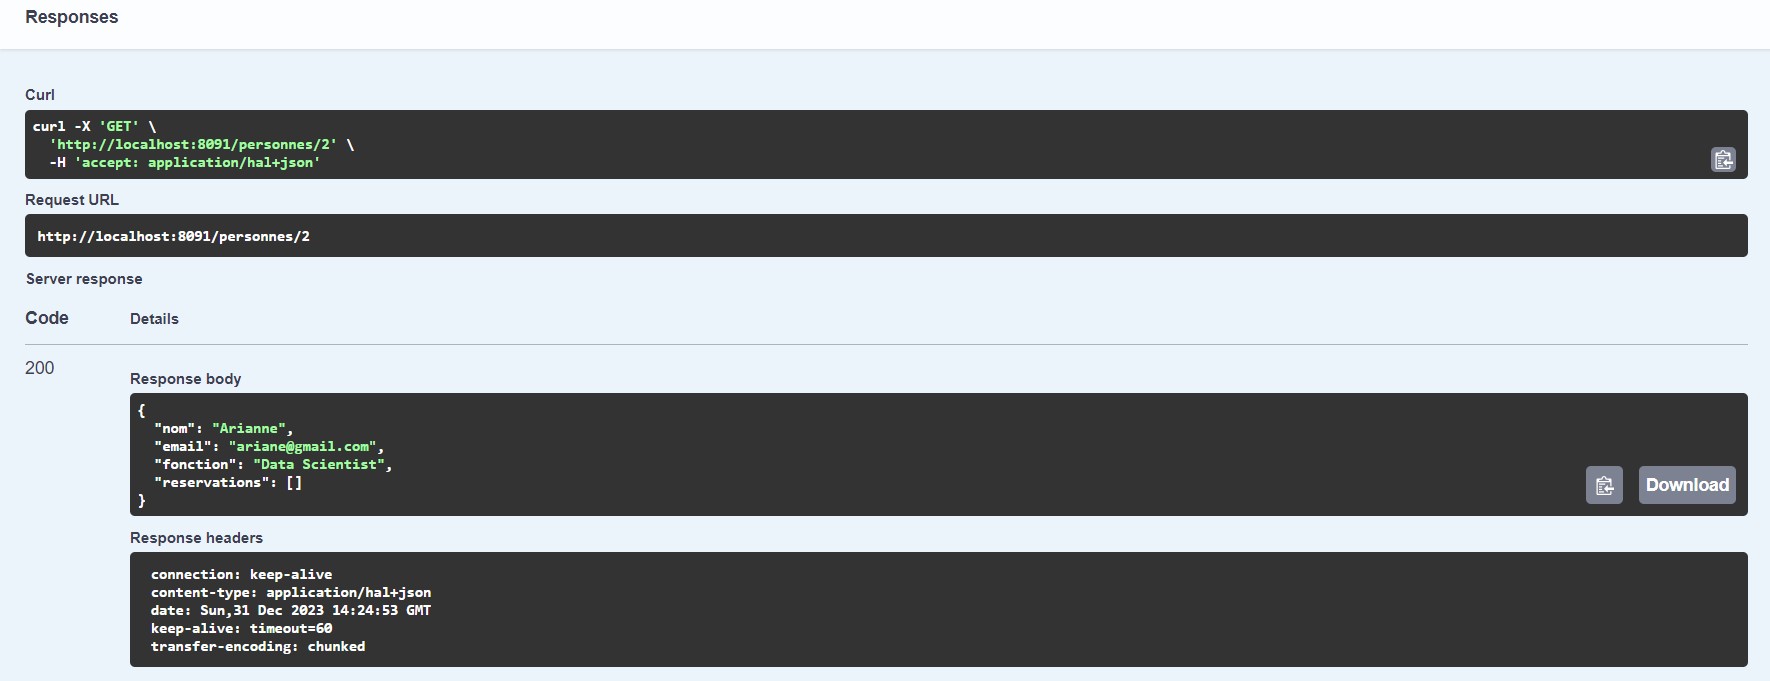 Responses
Curl
curl -X 'GET' \
  'http://localhost:8091/personnes/2' \
  -H 'accept: application/hal+json'
Request URL
http://localhost:8091/personnes/2
Server response
Code Details
200
Response body
{
  "nom": "Arianne",
  "email": "ariane@gmail.com",
  "fonction": "Data Scientist",
  "reservations": []
}
Download
Response headers
connection: keep-alive
content-type: application/hal+json
date: Sun,31 Dec 2023 14:24:53 GMT
keep-alive: timeout=60
transfer-encoding: chunked